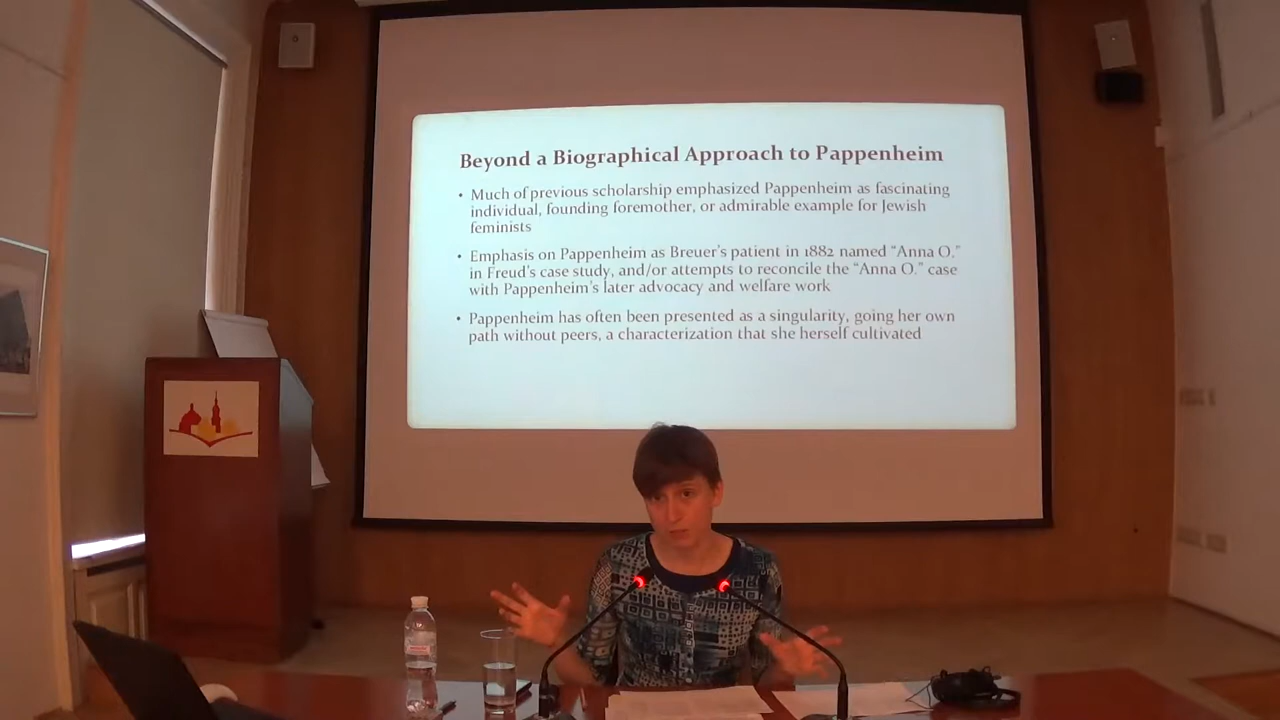 Beyond a Biographical Approach to Pappenheim
• Much of previous scholarship emphasized Pappenheim as fascinating
individual, founding foremother, or admirable example for Jewish
feminists
• Emphasis on Pappenheim as Breuer's patient in 1882 named "Anna O."
in Freud's case study, and/or attempts to reconcile the "Anna O." case
with Pappenheim's later advocacy and welfare work
• Pappenheim has often been presented as a singularity, going her own
path without peers, a characterization that she herself cultivated